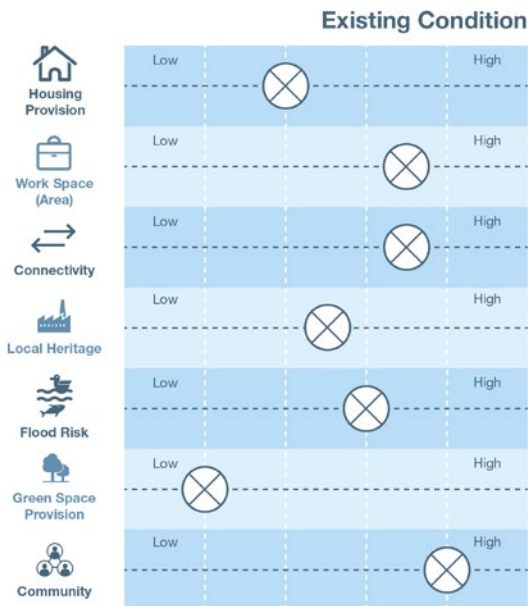 Existing Condition
Low High
Housing
Provision
Low High
Work Space
(Area)
Low High
Connectivity
Low High
Local Heritage
Low High
Flood Risk
Low High
Green Space
Provision
Low High
Community